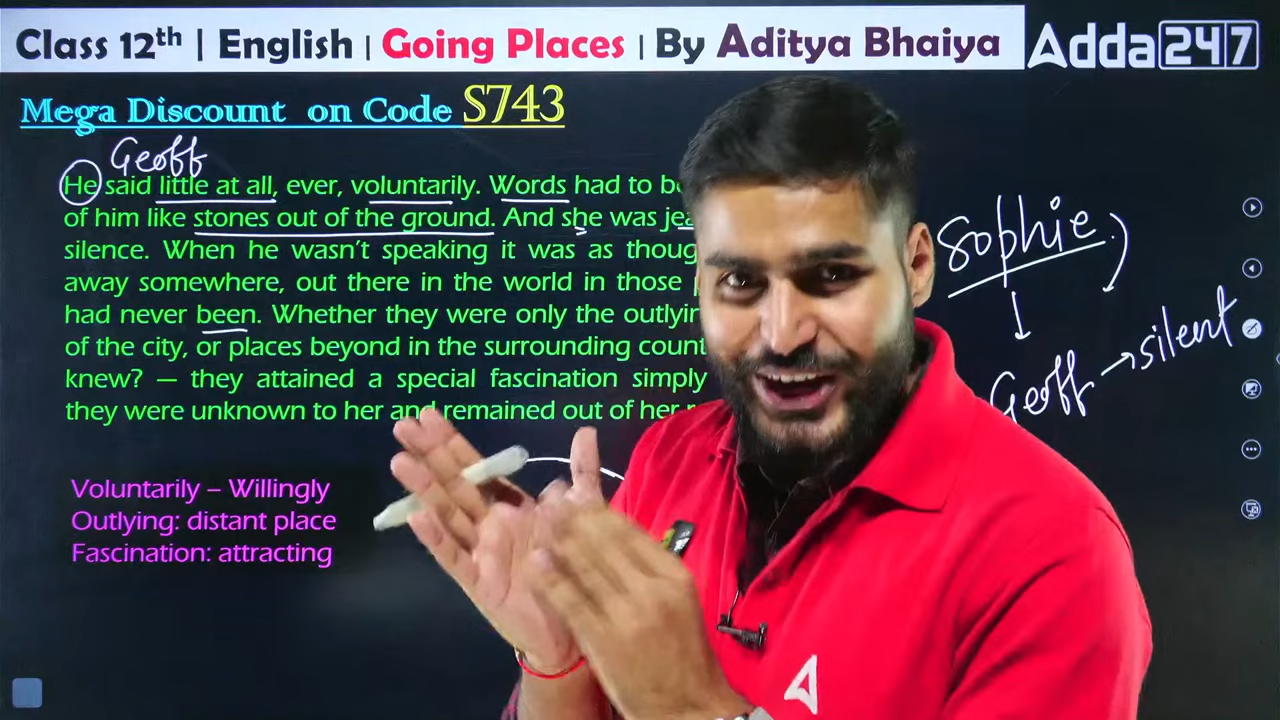 Class 12th | English | Going Places | By Aditya Bhaiya
Adda247
Mega Discount on Code S743
Geoff
He said little at all, ever, voluntarily. Words had to
of him like stones out of the ground. And she was
silence. When he wasn't speaking it was as
away somewhere, out there in the world in those
had never been. Whether they were only the
of the city, or places beyond in the surrounding
knew? — they attained a special fascination simply
they were unknown to her and remained out of her
Voluntarily – Willingly
Outlying: distant place
Fascination: attracting
Sophie
Geoff → silent